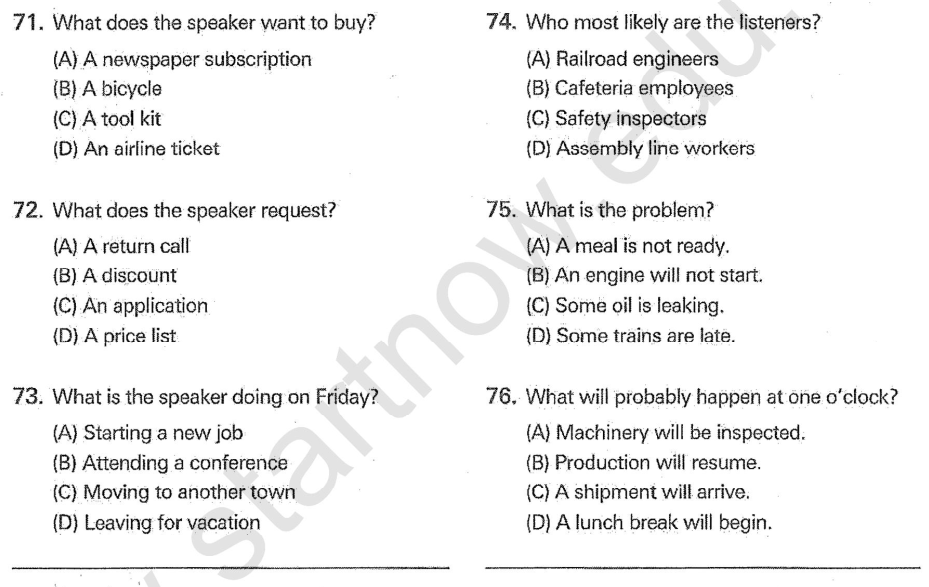 71. What does the speaker want to buy?
(A) A newspaper subscription
(B) A bicycle
(C) A tool kit
(D) An airline ticket
72. What does the speaker request?
(A) A return call
(B) A discount
(C) An application
(D) A price list
73. What is the speaker doing on Friday?
(A) Starting a new job
(B) Attending a conference
(C) Moving to another town
(D) Leaving for vacation
74. Who most likely are the listeners?
(A) Railroad engineers
(B) Cafeteria employees
(C) Safety inspectors
(D) Assembly line workers
75. What is the problem?
(A) A meal is not ready.
(B) An engine will not start.
(C) Some oil is leaking.
(D) Some trains are late.
76. What will probably happen at one o'clock?
(A) Machinery will be inspected.
(B) Production will resume.
(C) A shipment will arrive.
(D) A lunch break will begin.
startnow.edu.